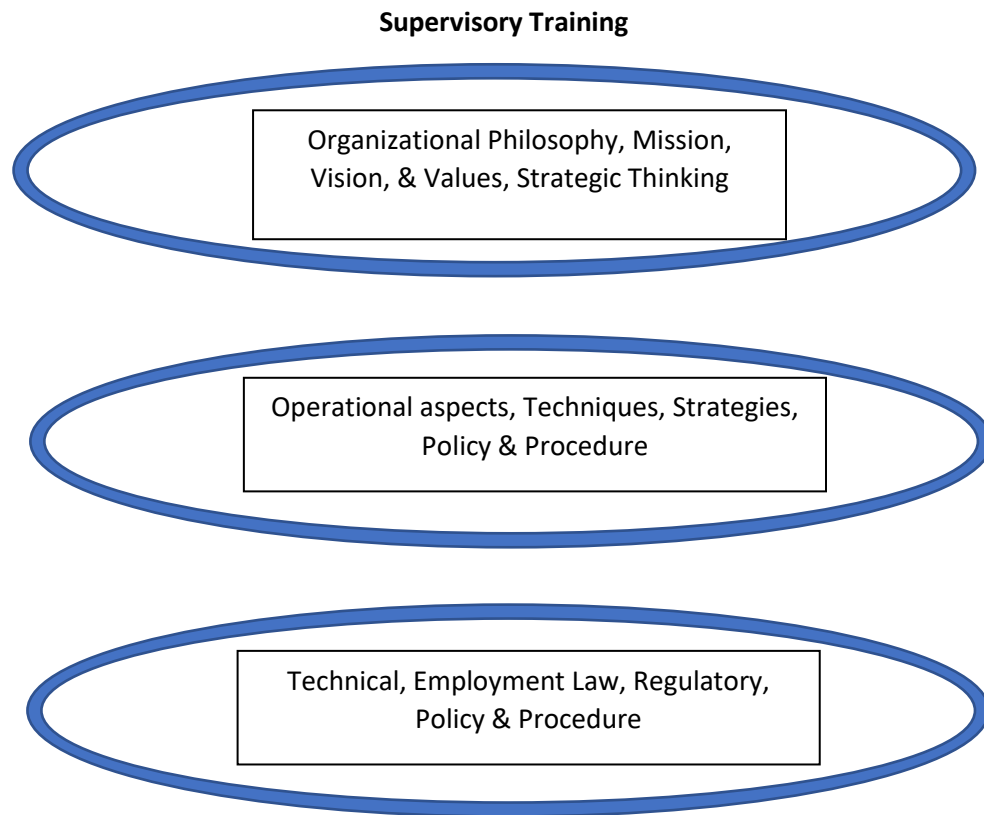 Supervisory Training
Organizational Philosophy, Mission,
Vision, & Values, Strategic Thinking
Operational aspects, Techniques, Strategies,
Policy & Procedure
Technical, Employment Law, Regulatory,
Policy & Procedure